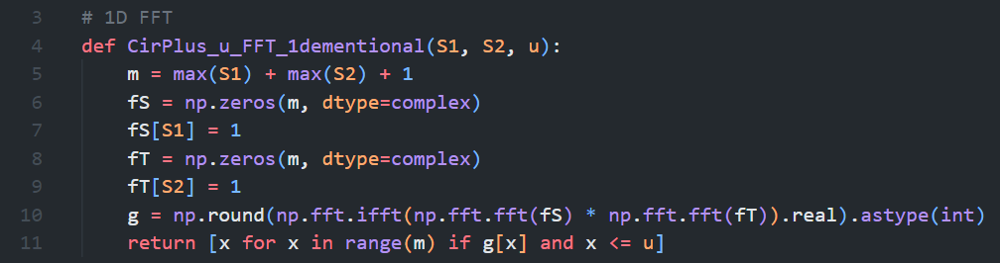 3 # 1D FFT
4 def CirPlus_u_FFT_1dementional(S1, S2, u):
5     m = max(S1) + max(S2) + 1
6     fS = np.zeros(m, dtype=complex)
7     fS[S1] = 1
8     fT = np.zeros(m, dtype=complex)
9     fT[S2] = 1
10     g = np.round(np.fft.ifft(np.fft.fft(fS) * np.fft.fft(fT)).real).astype(int)
11     return [x for x in range(m) if g[x] and x <= u]